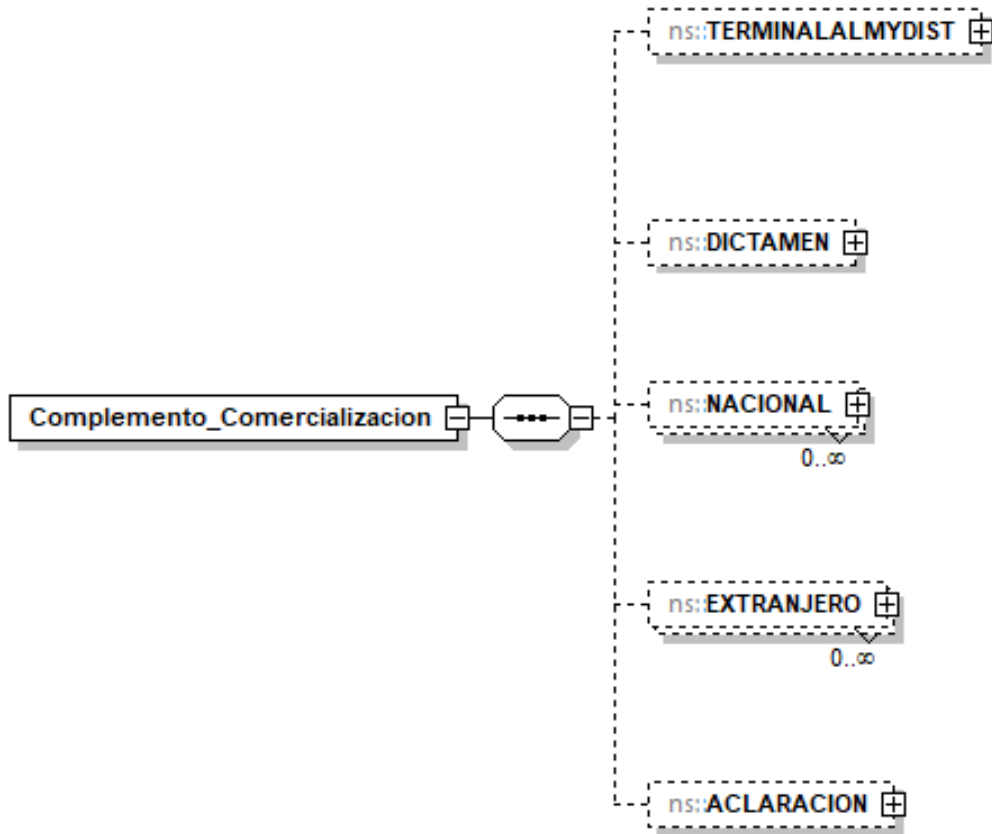 ns::TERMINALALMYDIST
ns::DICTAMEN
Complemento_Comercializacion
ns::NACIONAL
0..∞
ns::EXTRANJERO
0..∞
ns::ACLARACION